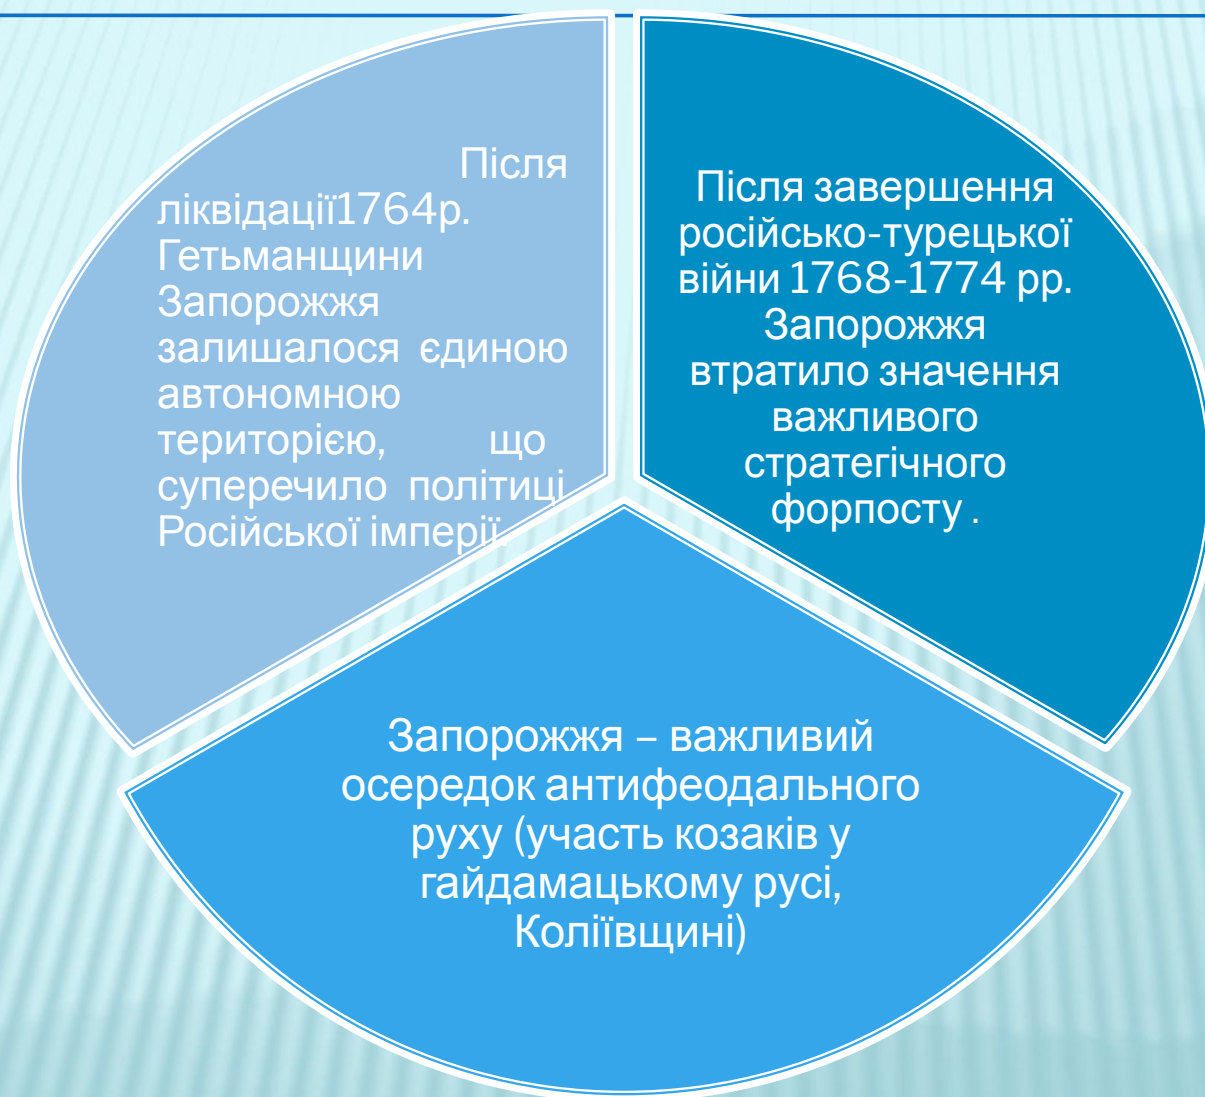 Після
ліквідації1764р.
Гетьманщини
Запорожжя
залишалося єдиною
автономною
територією, що
суперечило політиці
Російської імперії.
Після завершення
російсько-турецької
війни 1768-1774 рр.
Запорожжя
втратило значення
важливого
стратегічного
форпосту .
Запорожжя – важливий
осередок антифеодального
руху (участь козаків у
гайдамацькому русі,
Коліївщині)